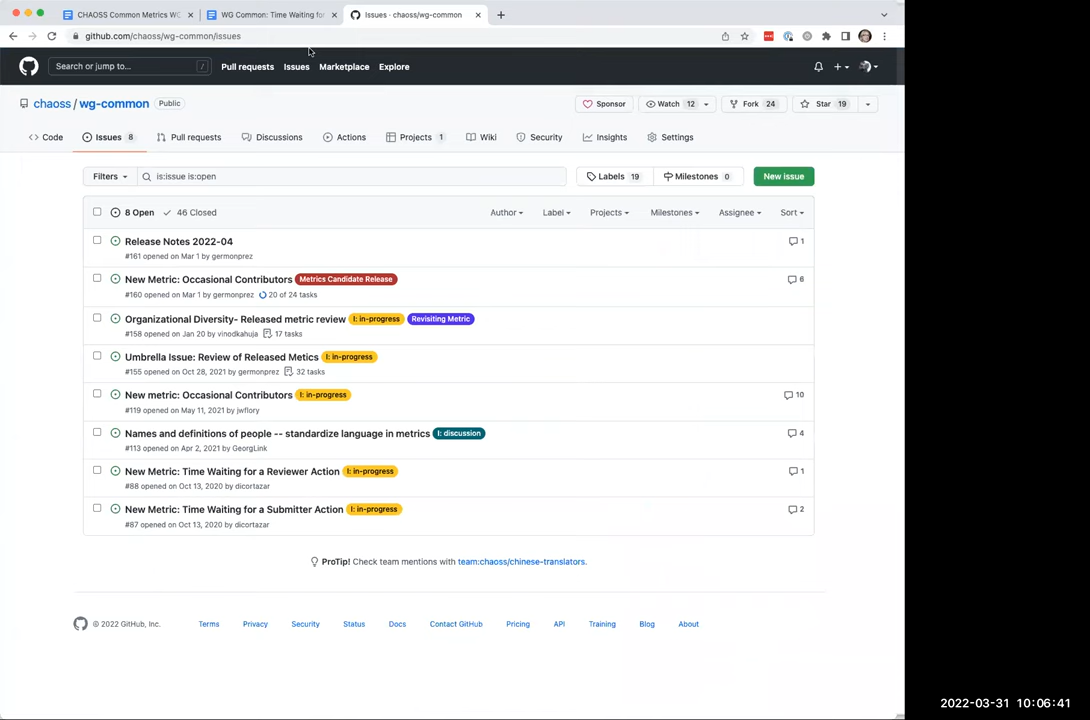 CHAOSS Common Metrics WG
WG Common: Time Waiting for
Issues · chaoss/wg-common
github.com/chaoss/wg-common/issues
Search or jump to...
/
Pull requests
Issues
Marketplace
Explore
chaoss / wg-common
Public
Sponsor
Watch 12
Fork 24
Star 19
Code
Issues 8
Pull requests
Discussions
Actions
Projects 1
Wiki
Security
Insights
Settings
Filters
is:issue is:open
Labels 19
Milestones 0
New issue
8 Open
46 Closed
Author
Label
Projects
Milestones
Assignee
Sort
Release Notes 2022-04
1
#161 opened on Mar 1 by germonprez
New Metric: Occasional Contributors Metrics Candidate Release
6
#160 opened on Mar 1 by germonprez 20 of 24 tasks
Organizational Diversity- Released metric review I: in-progress Revisiting Metric
#158 opened on Jan 20 by vinodkahuja 17 tasks
Umbrella Issue: Review of Released Metics I: in-progress
#155 opened on Oct 28, 2021 by germonprez 32 tasks
New metric: Occasional Contributors I: in-progress
10
#119 opened on May 11, 2021 by jwflory
Names and definitions of people -- standardize language in metrics I: discussion
4
#113 opened on Apr 2, 2021 by GeorgLink
New Metric: Time Waiting for a Reviewer Action I: in-progress
1
#88 opened on Oct 13, 2020 by dicortazar
New Metric: Time Waiting for a Submitter Action I: in-progress
2
#87 opened on Oct 13, 2020 by dicortazar
ProTip! Check team mentions with team:chaoss/chinese-translators.
© 2022 GitHub, Inc.
Terms
Privacy
Security
Status
Docs
Contact GitHub
Pricing
API
Training
Blog
About
2022-03-31 10:06:41